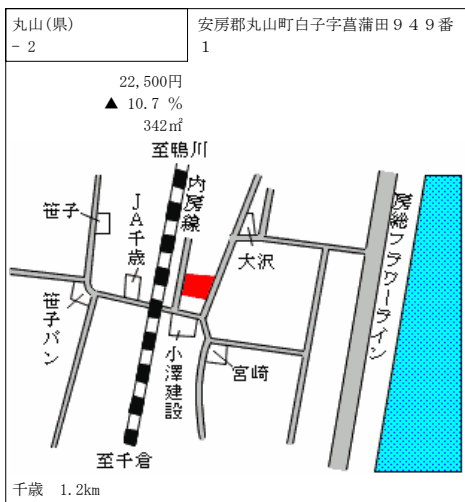 丸山(県)
- 2
安房郡丸山町白子字菖蒲田９４９番
1
22,500円
▲ 10.7 %
342㎡
至鴨川
内房線
笹子
JA千歳
大沢
房総フラワーライン
笹子パン
小澤建設
宮崎
至千倉
千歳 1.2km